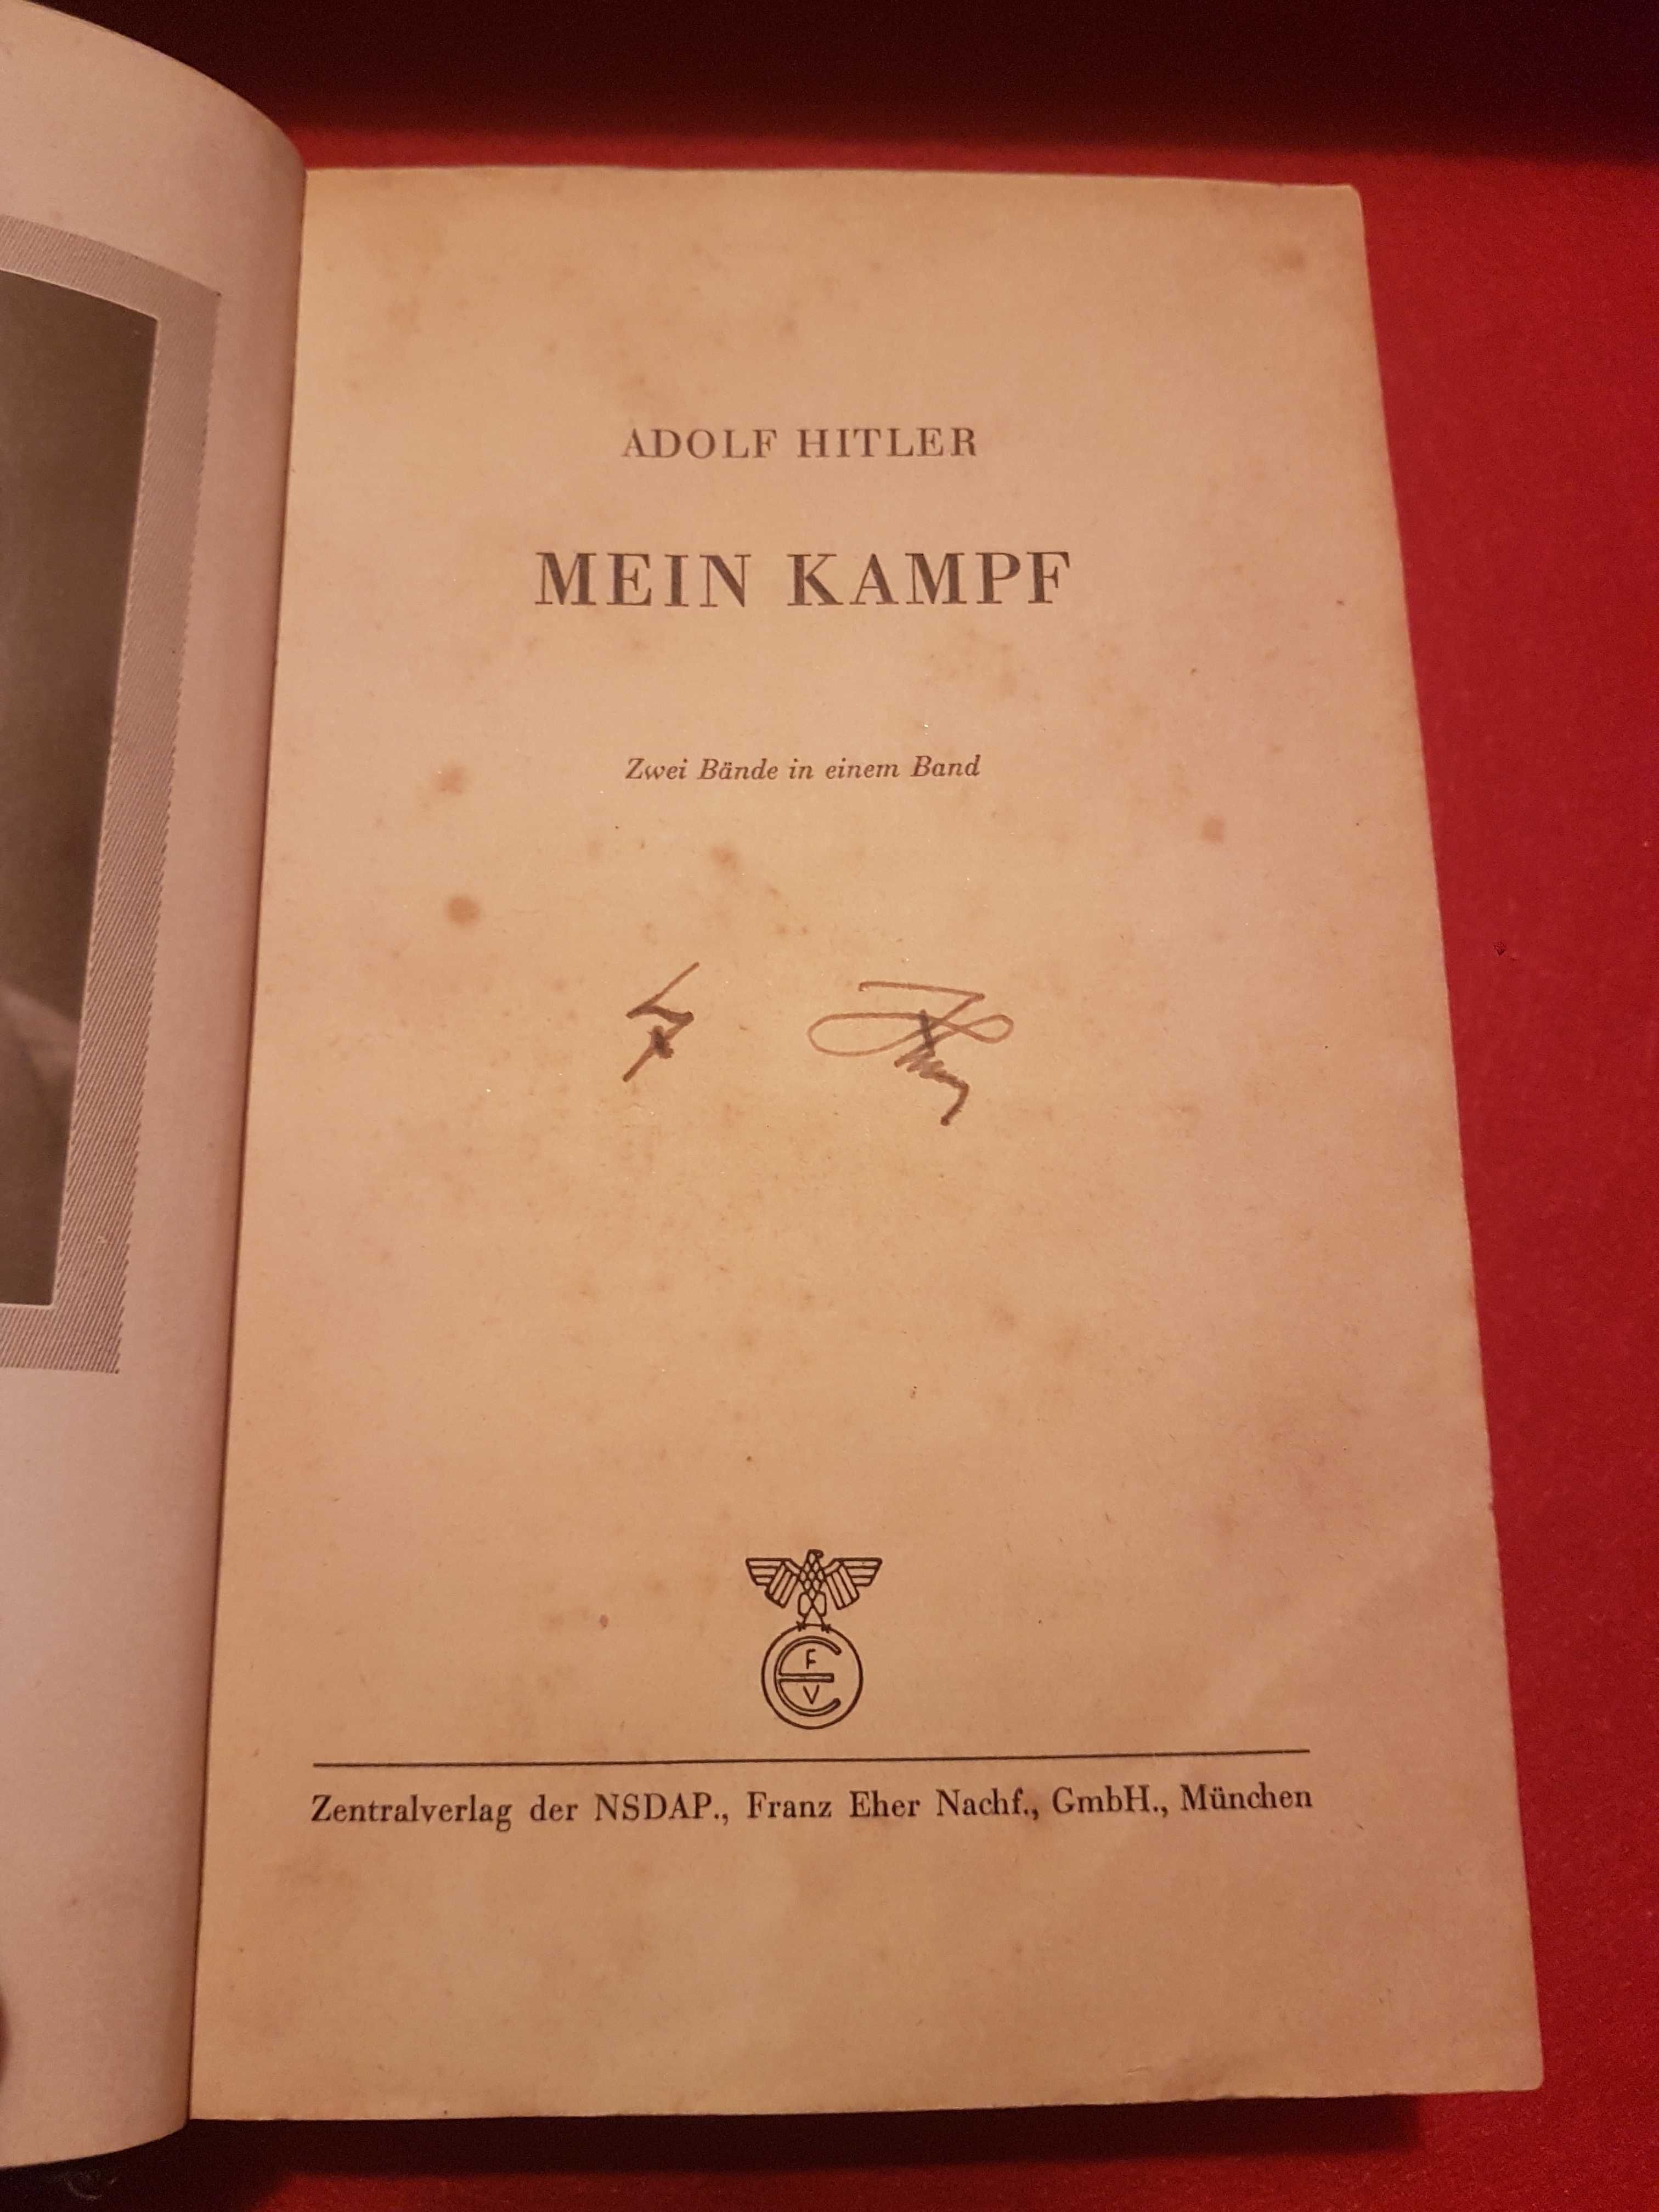 ADOLF HITLER
MEIN KAMPF
Zwei Bände in einem Band
F
E
V
Zentralverlag der NSDAP., Franz Eher Nachf., GmbH., München